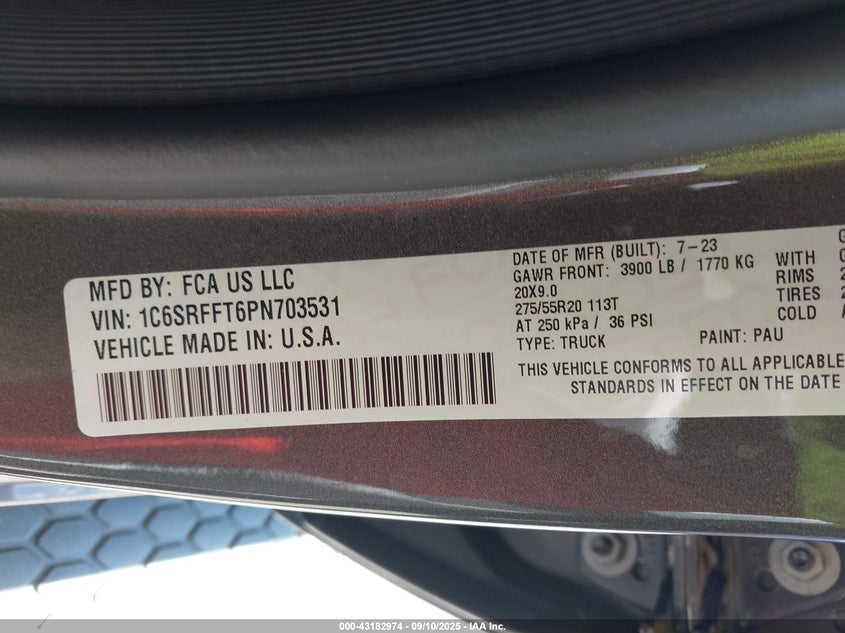 MFD BY: FCA US LLC
VIN: 1C6SRFFT6PN703531
VEHICLE MADE IN: U.S.A.
DATE OF MFR (BUILT): 7-23
GAWR FRONT: 3900 LB / 1770 KG WITH
20X9.0 RIMS
275/55R20 113T TIRES
AT 250 kPa / 36 PSI COLD
TYPE: TRUCK PAINT: PAU
THIS VEHICLE CONFORMS TO ALL APPLICABLE
STANDARDS IN EFFECT ON THE DATE
000-43182974 - 09/10/2025 - IAA Inc.